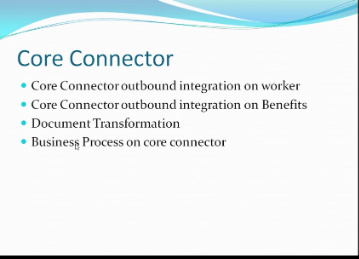 Core Connector
Core Connector outbound integration on worker
Core Connector outbound integration on Benefits
Document Transformation
Business Process on core connector